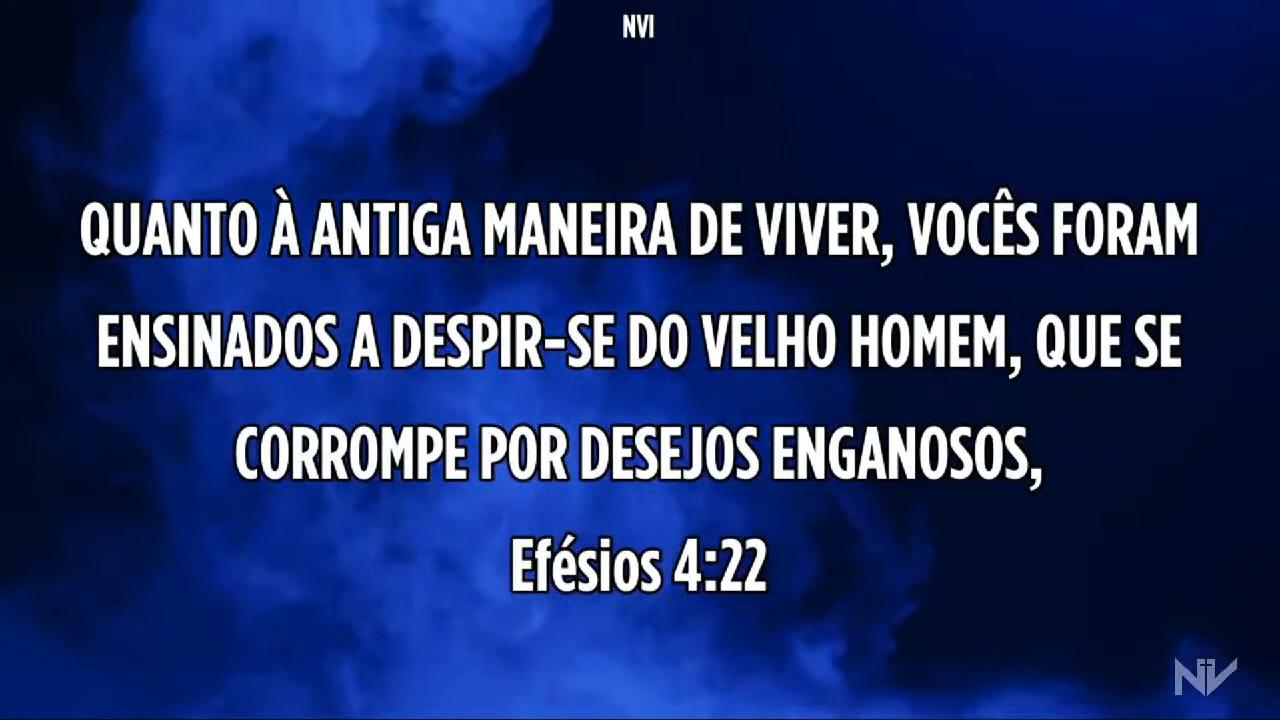 NVI
QUANTO À ANTIGA MANEIRA DE VIVER, VOCÊS FORAM
ENSINADOS A DESPIR-SE DO VELHO HOMEM, QUE SE
CORROMPE POR DESEJOS ENGANOSOS,
Efésios 4:22
NV